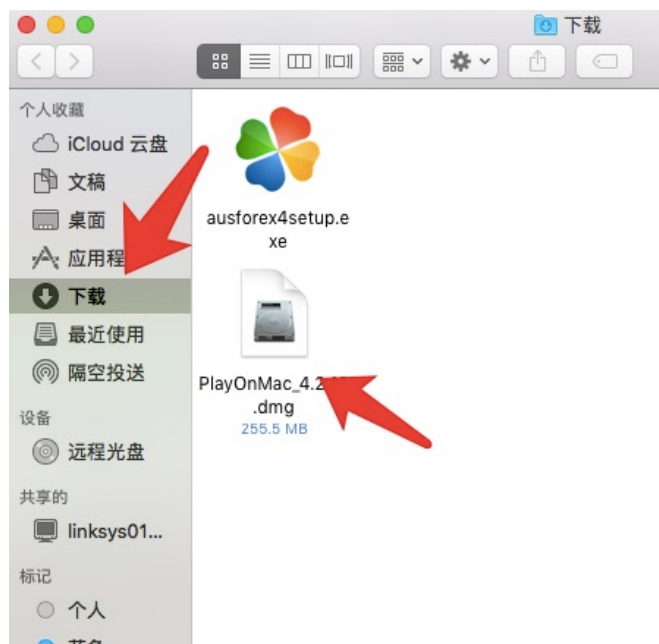 下载
个人收藏
iCloud 云盘
文稿
桌面
应用程
下载
最近使用
隔空投送
设备
远程光盘
共享的
linksys01...
标记
个人
ausforex4setup.e
xe
PlayOnMac_4.2
.dmg
255.5 MB